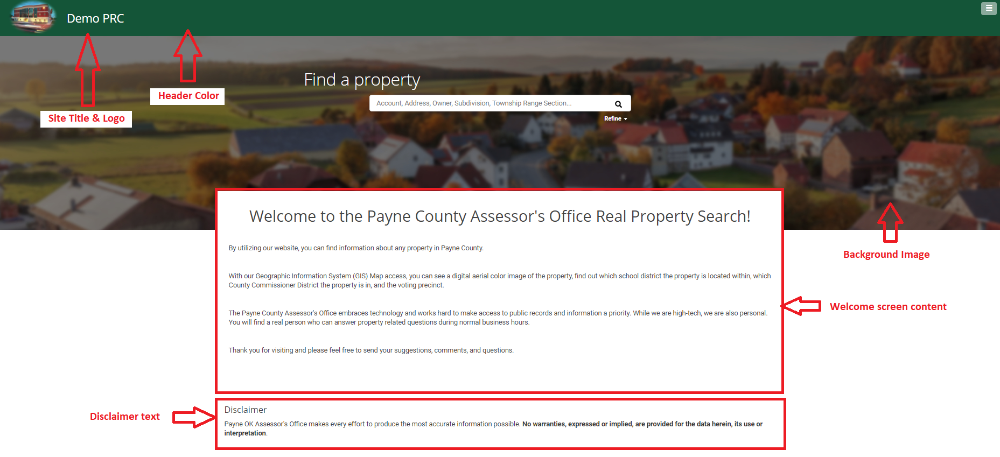 Demo PRC
Find a property
Header Color
Account, Address, Owner, Subdivision, Township Range Section...
Site Title & Logo
Refine
Welcome to the Payne County Assessor's Office Real Property Search!
By utilizing our website, you can find information about any property in Payne County.
Background Image
With our Geographic Information System (GIS) Map access, you can see a digital aerial color image of the property, find out which school district the property is located within, which
County Commissioner District the property is in, and the voting precinct.
Welcome screen content
The Payne County Assessor's Office embraces technology and works hard to make access to public records and information a priority. While we are high-tech, we are also personal.
You will find a real person who can answer property related questions during normal business hours.
Thank you for visiting and please feel free to send your suggestions, comments, and questions.
Disclaimer
Disclaimer text
Payne OK Assessor's Office makes every effort to produce the most accurate information possible. No warranties, expressed or implied, are provided for the data herein, its use or
interpretation.